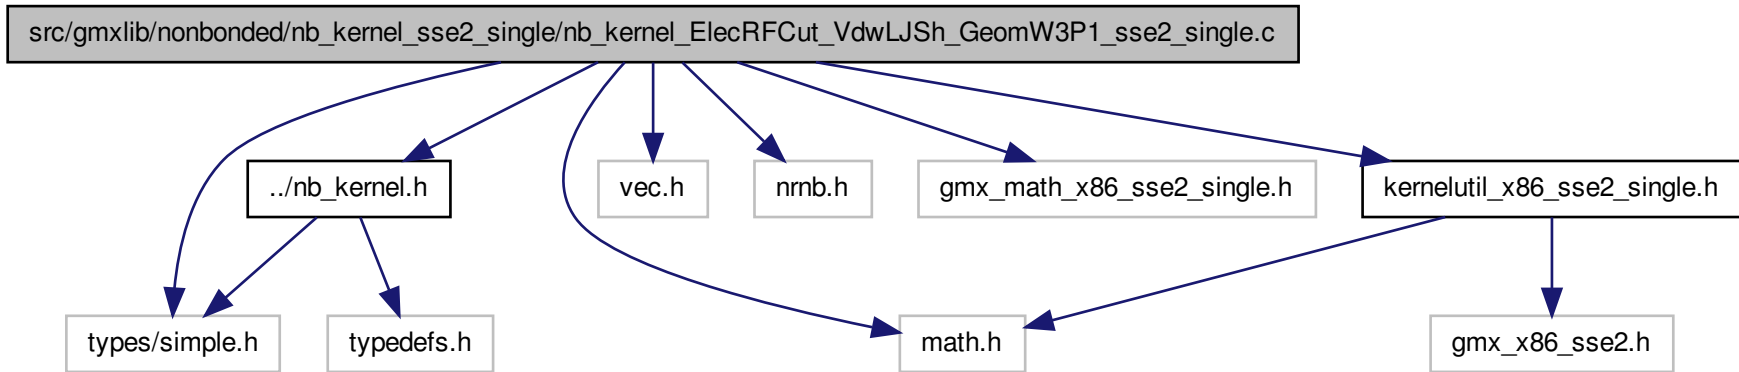 src/gmxlib/nonbonded/nb_kernel_sse2_single/nb_kernel_ElecRFCut_VdwLJSh_GeomW3P1_sse2_single.c
../nb_kernel.h
vec.h
nrnb.h
gmx_math_x86_sse2_single.h
kernelutil_x86_sse2_single.h
types/simple.h
typedefs.h
math.h
gmx_x86_sse2.h